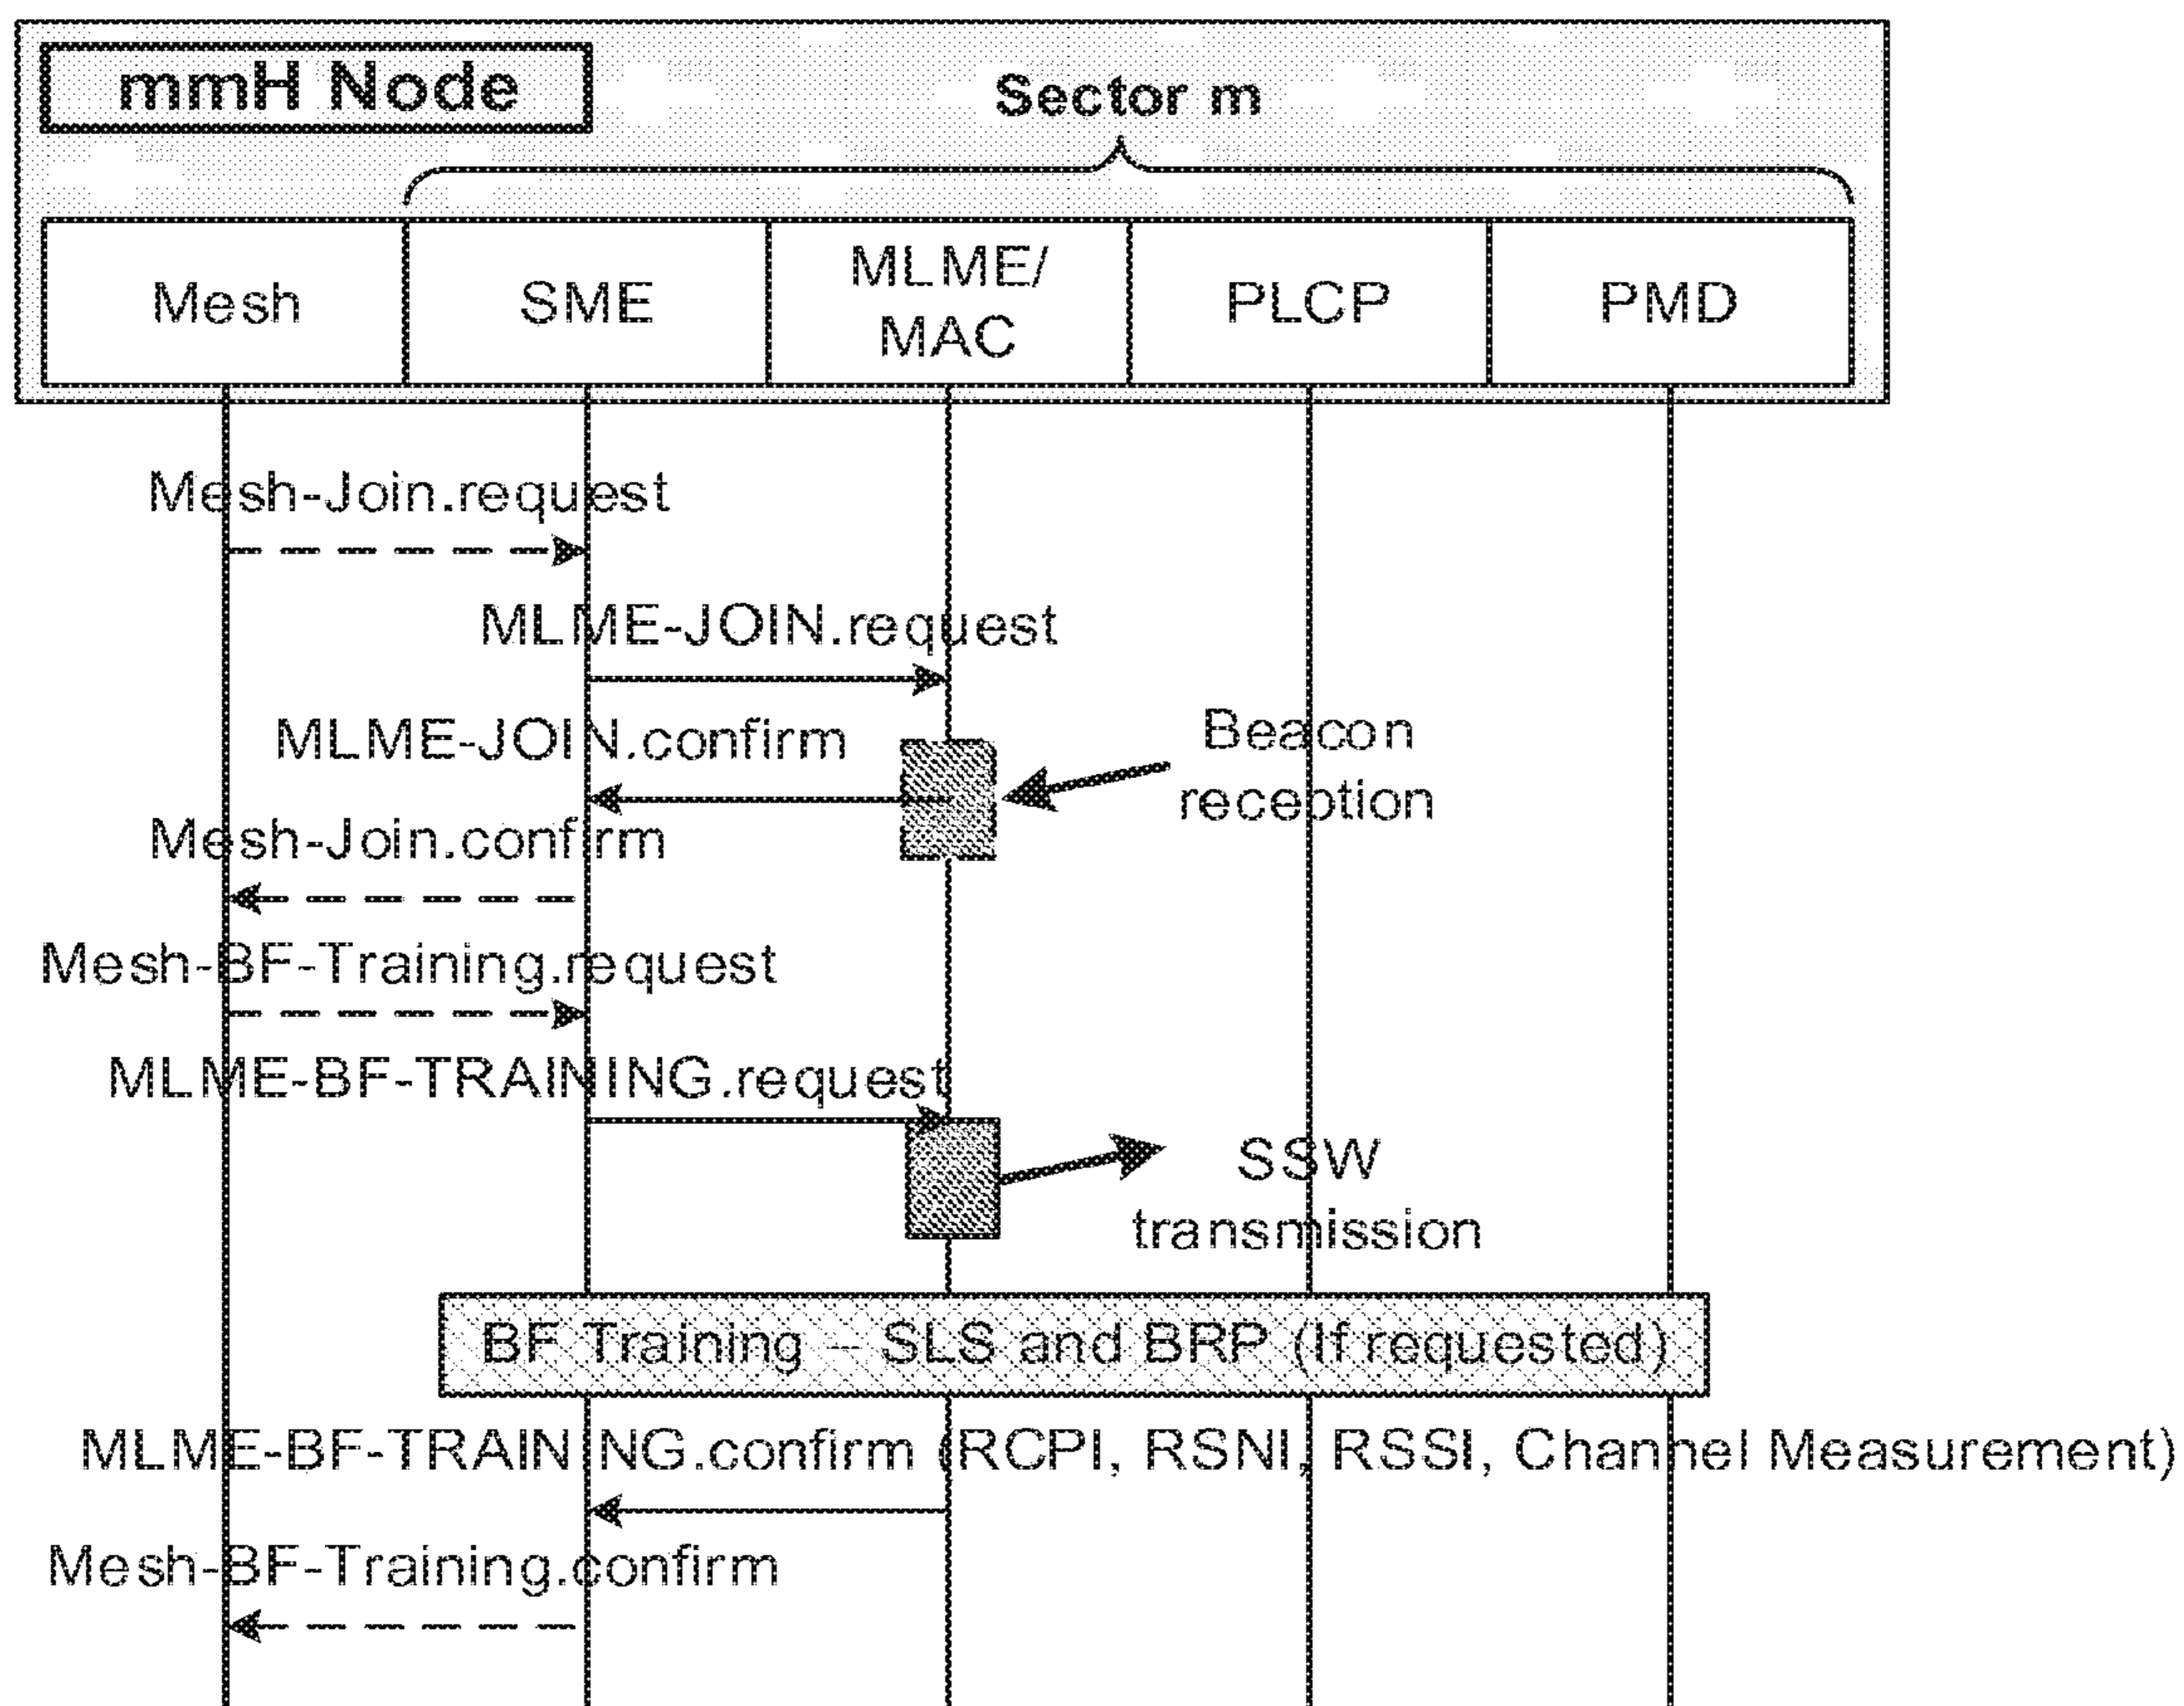 mmH Node
Sector m
Mesh
SME
MLME/
MAC
PLCP
PMD
Mesh-Join.request
MLME-JOIN.request
MLME-JOIN.confirm
Beacon
reception
Mesh-Join.confirm
Mesh-BF-Training.request
MLME-BF-TRAINING.request
SSW
transmission
BF Training – SLS and BRP (If requested)
MLME-BF-TRAINING.confirm (RCPI, RSNI, RSSI, Channel Measurement)
Mesh-BF-Training.confirm